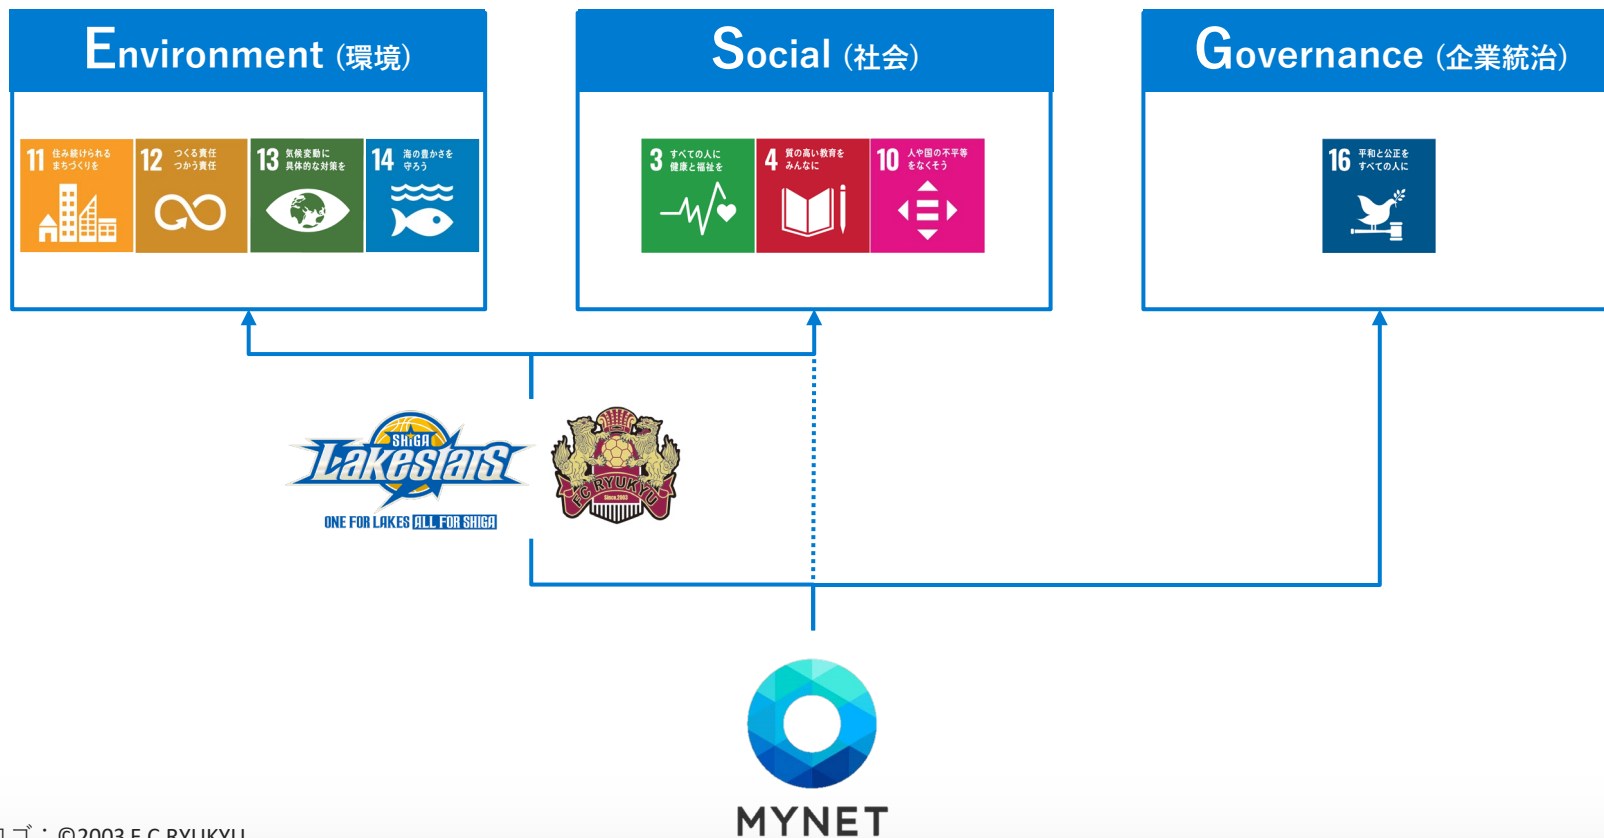 Environment (環境)
Social (社会)
Governance (企業統治)
11 住み続けられる
まちづくりを
12 つくる責任
つかう責任
13 気候変動に
具体的な対策を
14 海の豊かさを
守ろう
3 すべての人に
健康と福祉を
4 質の高い教育を
みんなに
10 人や国の不平等
をなくそう
16 平和と公正を
すべての人に
SHIGA
Lakestars
ONE FOR LAKES ALL FOR SHIGA
FC RYUKYU
Since 2003
MYNET
ロゴ：©2003 F.C.RYUKYU